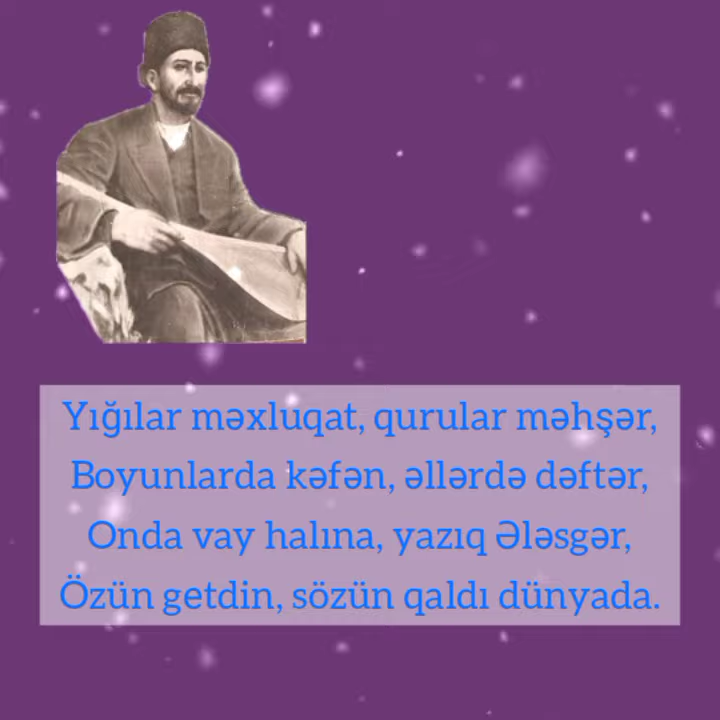 Yığılar məxluqat, qurular məhşər,
Boyunlarda kəfən, əllərdə dəftər,
Onda vay halına, yazıq Ələsgər,
Özün getdin, sözün qaldı dünyada.